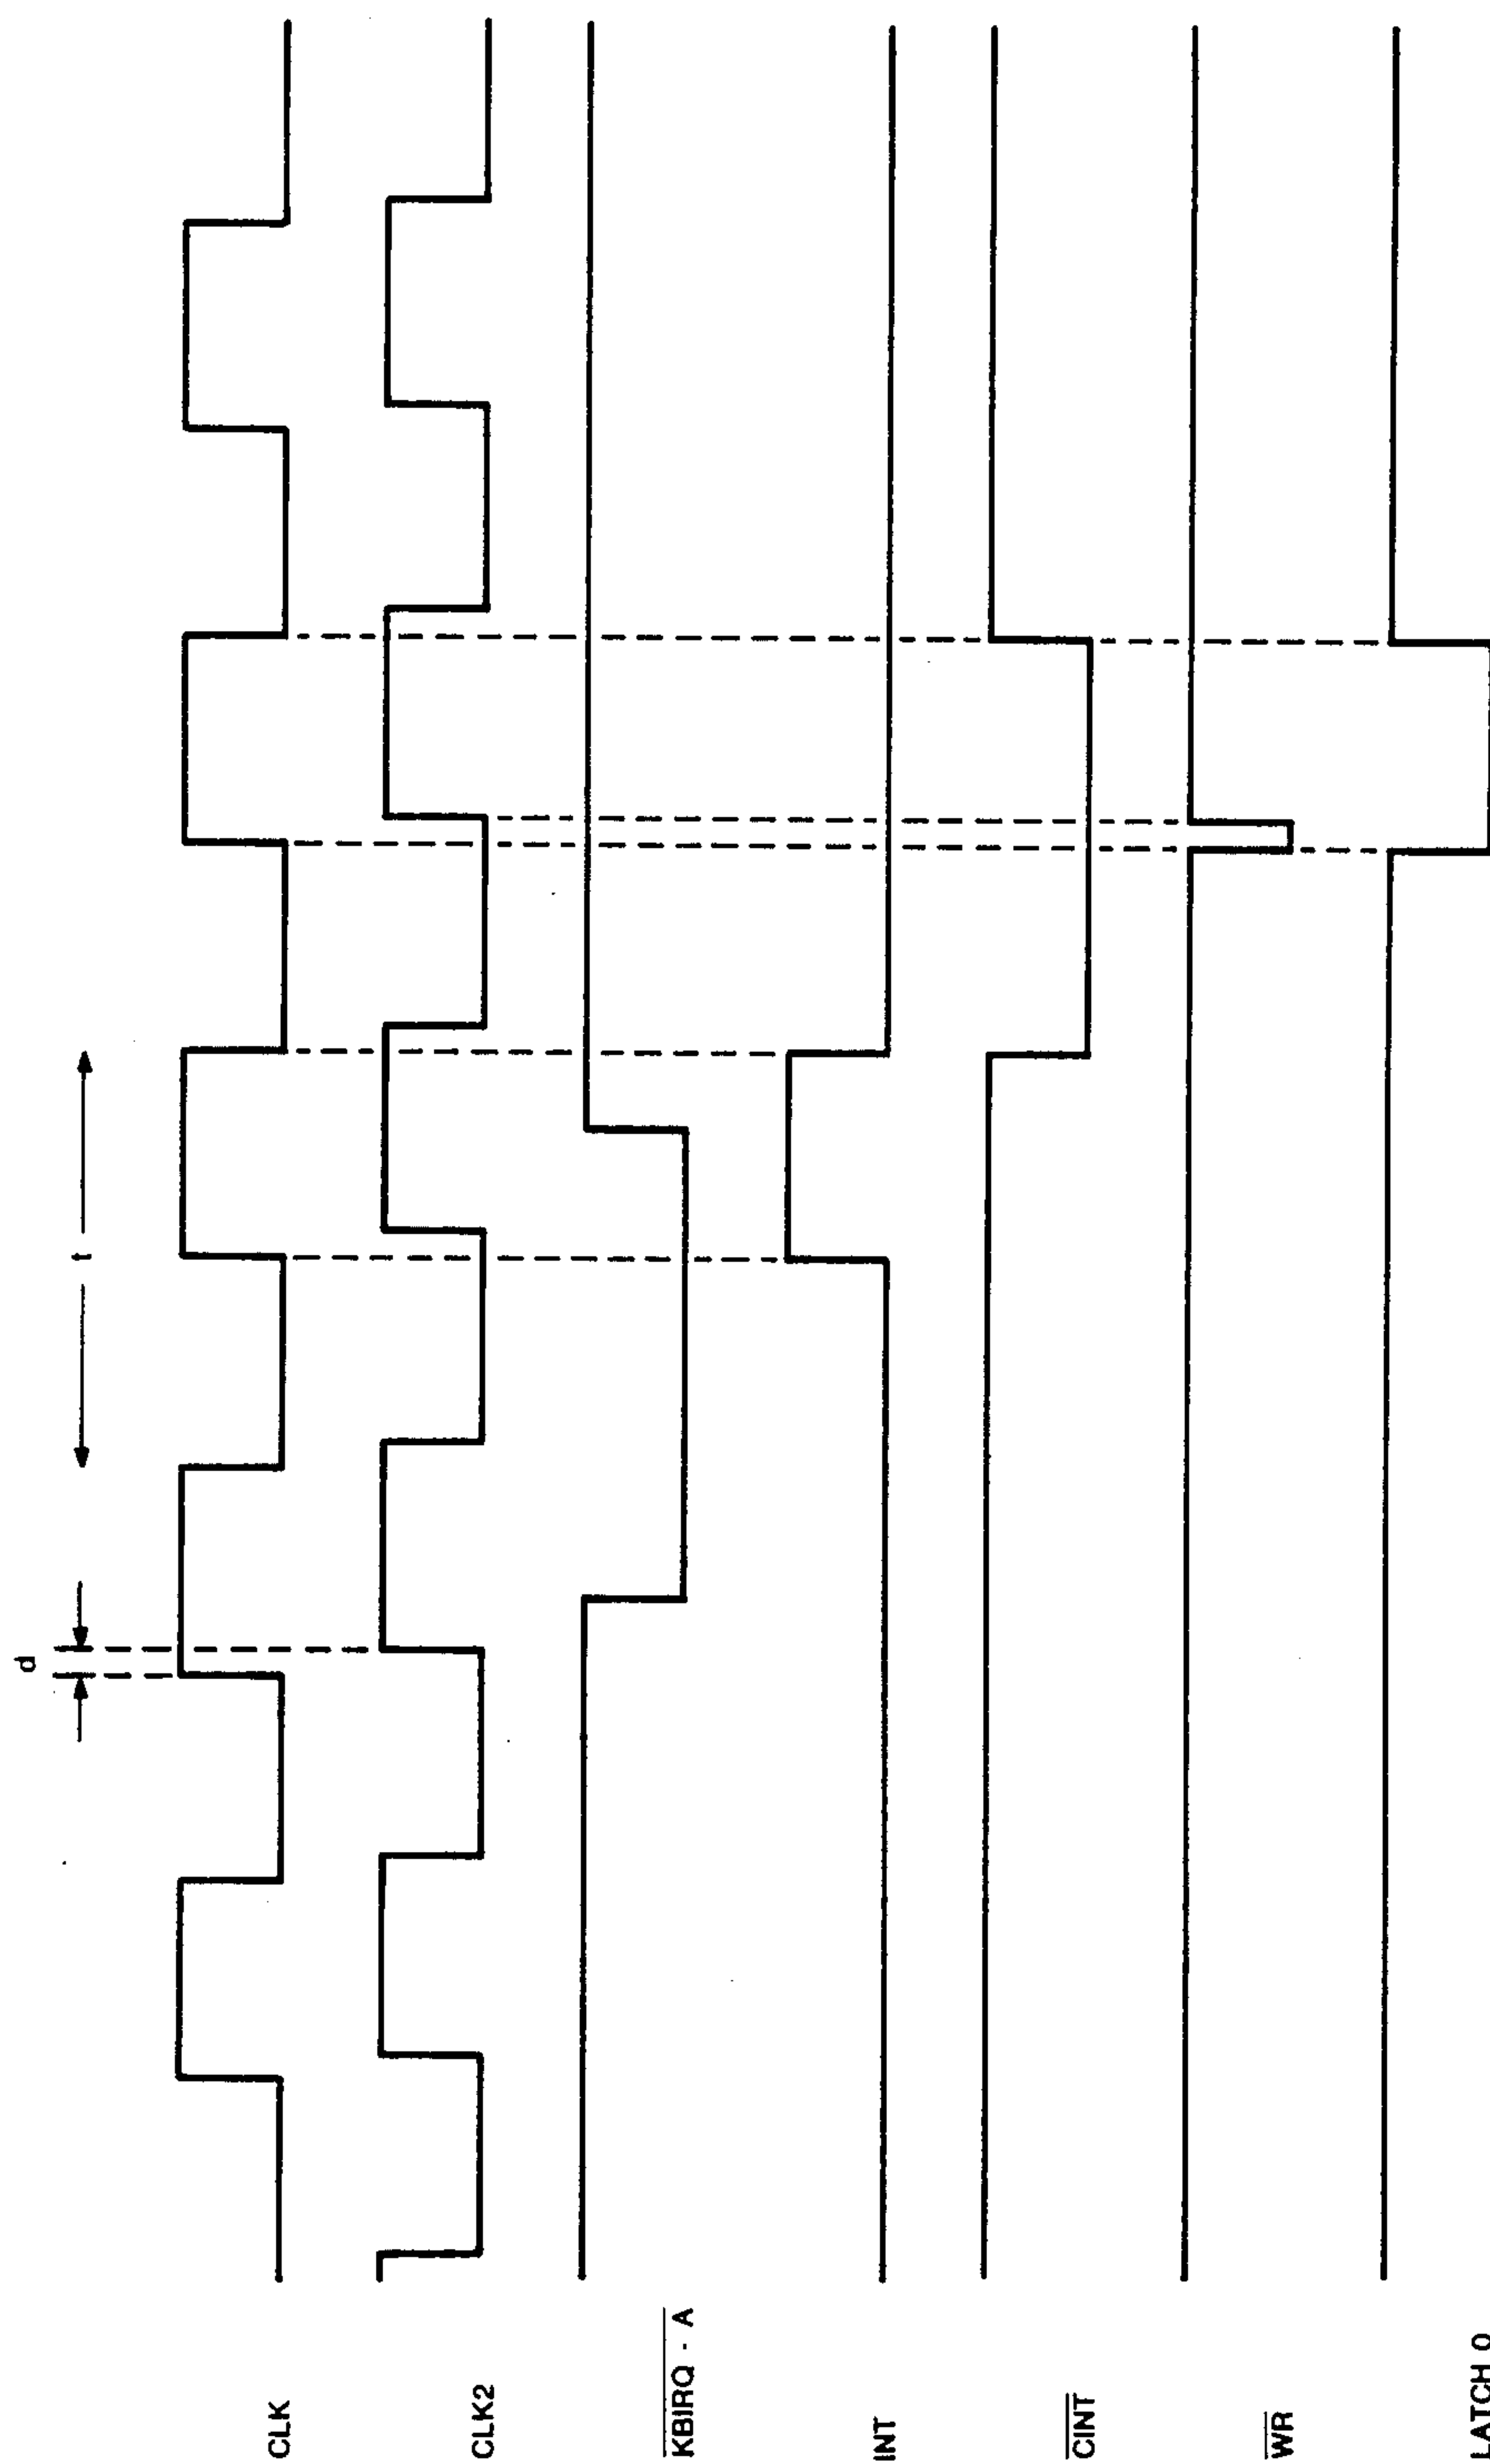 d
t
CLK
CLK2
KBIRQ - A
INT
CINT
WR
LATCH 0